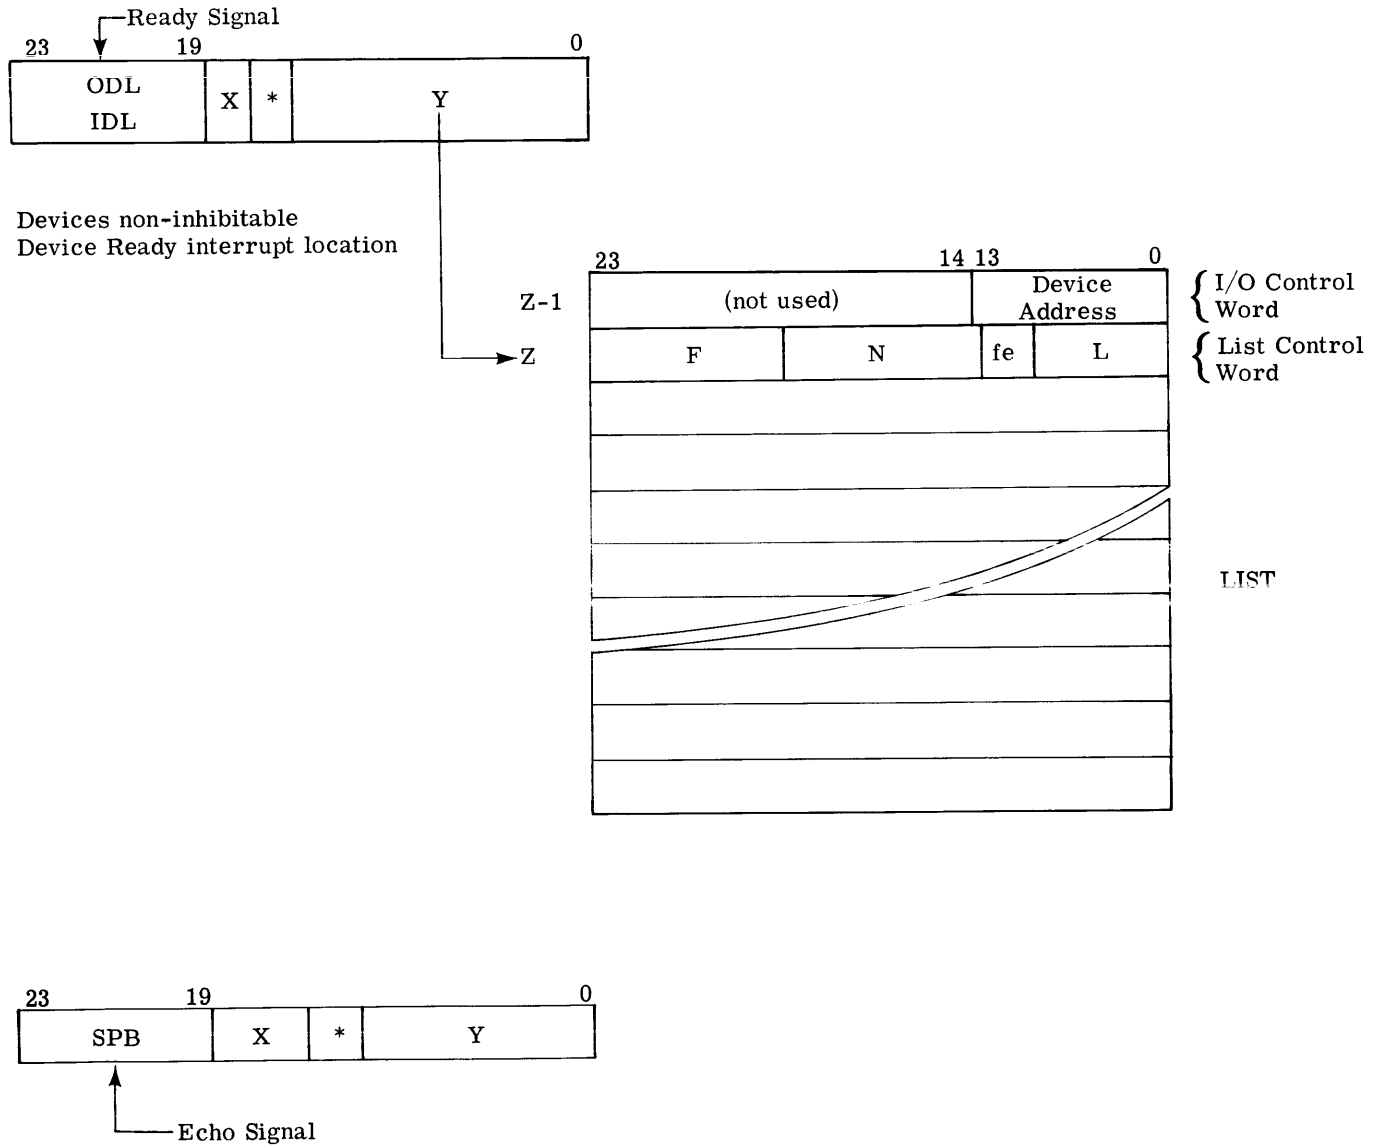 Ready Signal
23 19 0
ODL
IDL
X * Y
Devices non-inhibitable
Device Ready interrupt location
23 14 13 0
Z-1 (not used) Device Address
I/O Control Word
Z F N fe L
List Control Word
LIST
23 19 0
SPB X * Y
Echo Signal